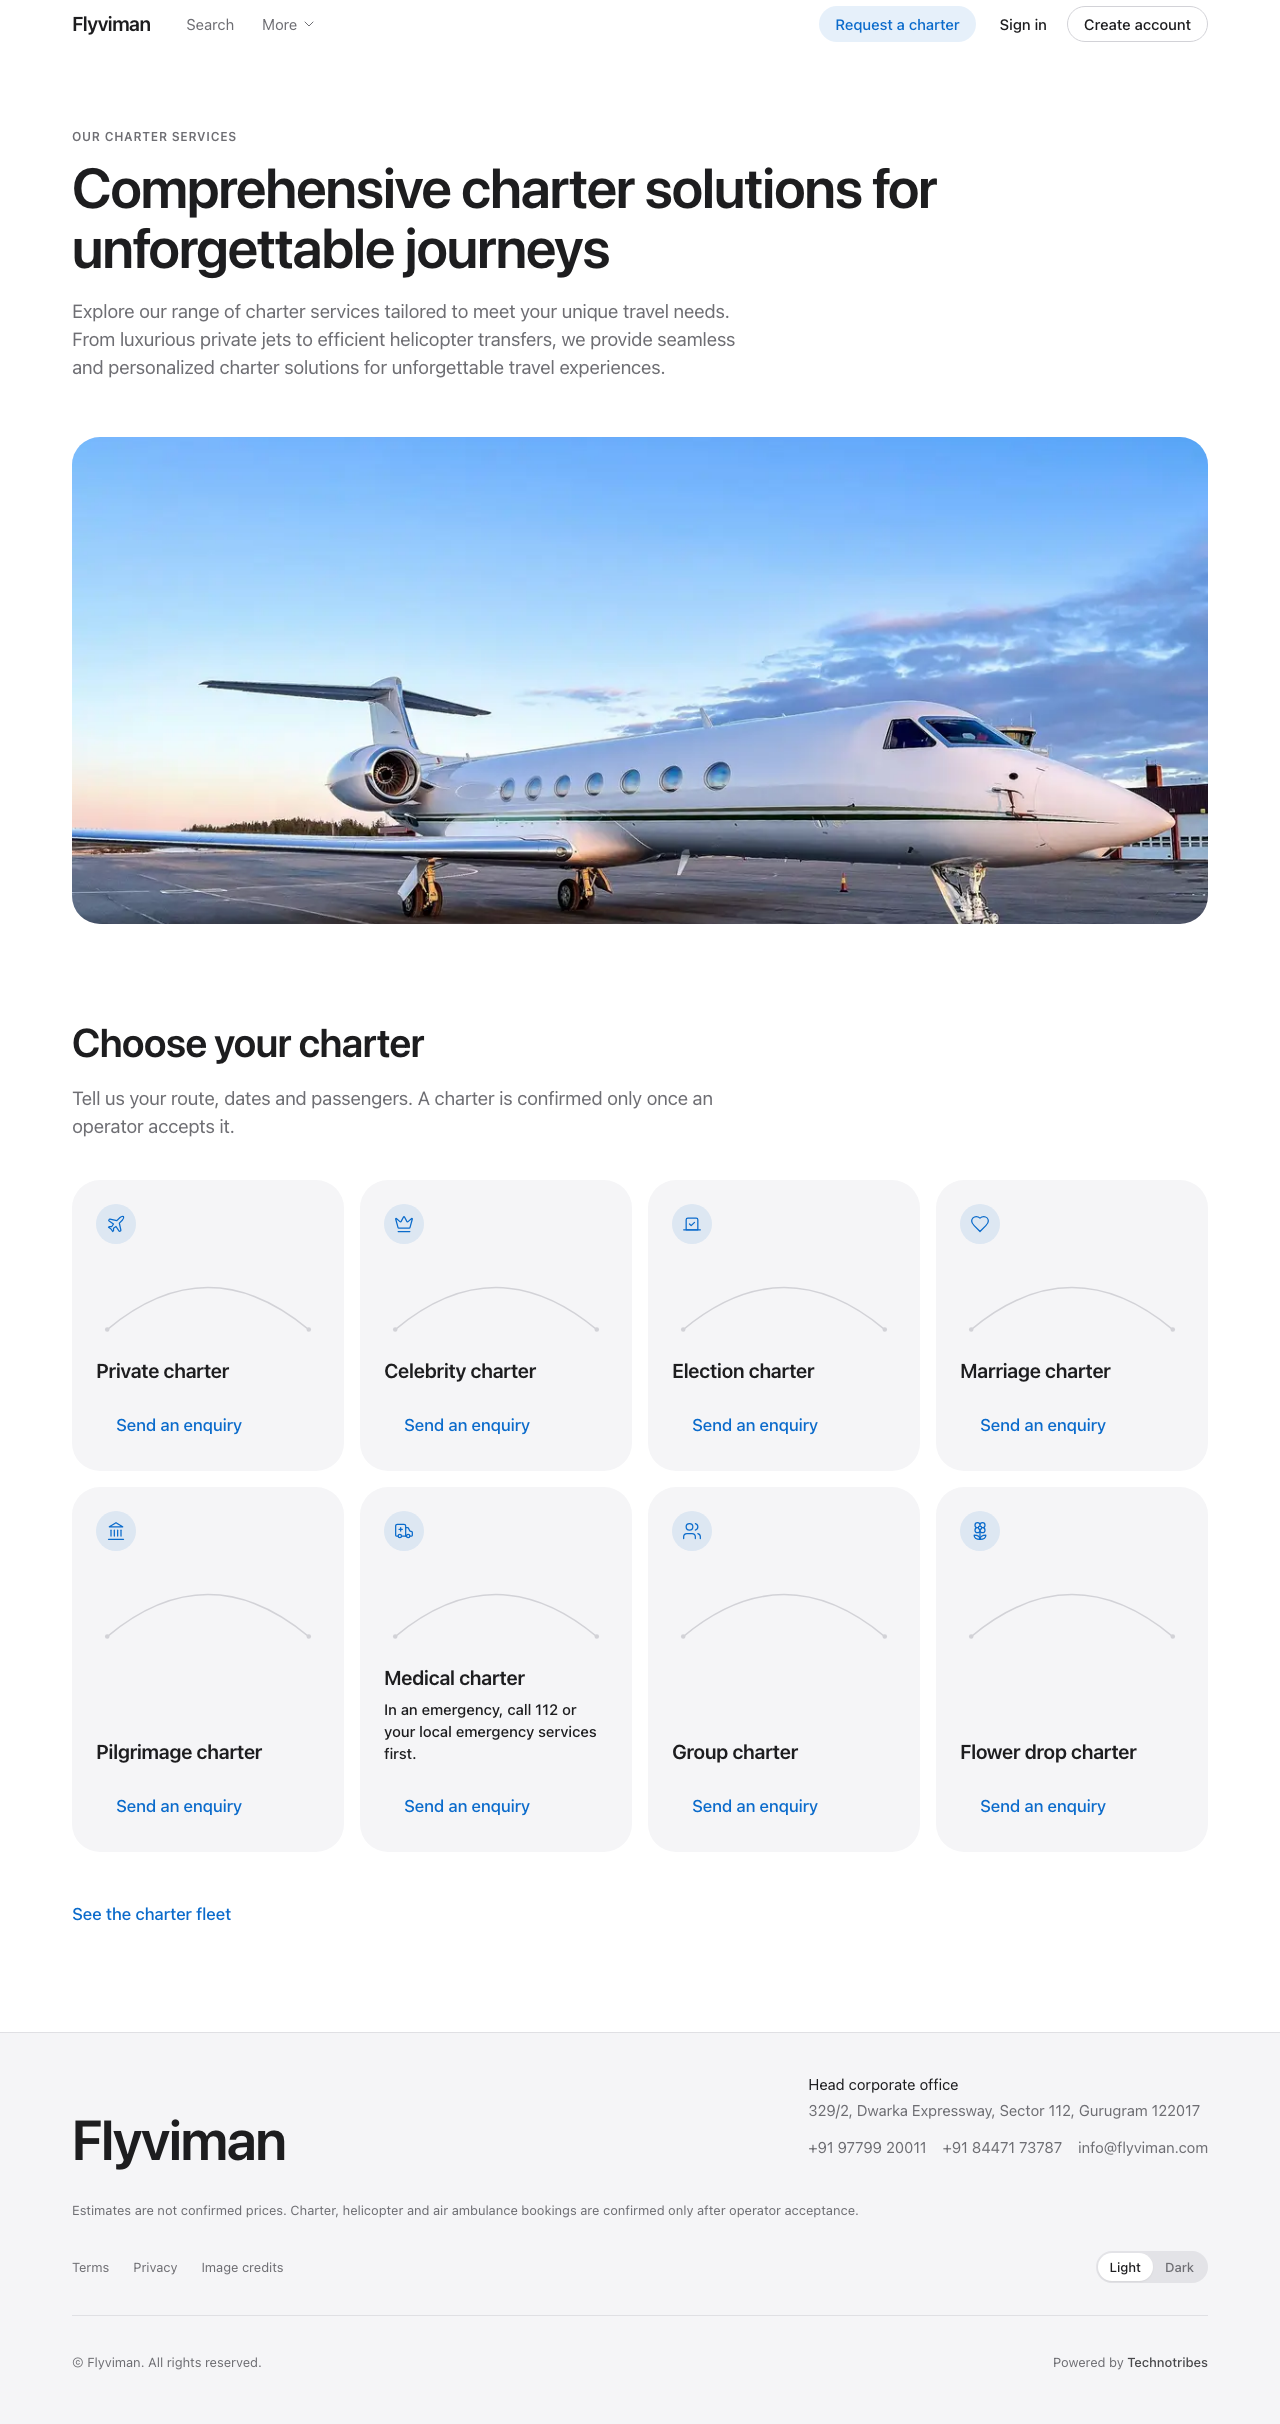 Flyviman
Search
More
Request a charter
Sign in
Create account
OUR CHARTER SERVICES
Comprehensive charter solutions for
unforgettable journeys
Explore our range of charter services tailored to meet your unique travel needs.
From luxurious private jets to efficient helicopter transfers, we provide seamless
and personalized charter solutions for unforgettable travel experiences.
Choose your charter
Tell us your route, dates and passengers. A charter is confirmed only once an
operator accepts it.
Private charter
Send an enquiry
Celebrity charter
Send an enquiry
Election charter
Send an enquiry
Marriage charter
Send an enquiry
Pilgrimage charter
Send an enquiry
Medical charter
In an emergency, call 112 or
your local emergency services
first.
Send an enquiry
Group charter
Send an enquiry
Flower drop charter
Send an enquiry
See the charter fleet
Flyviman
Head corporate office
329/2, Dwarka Expressway, Sector 112, Gurugram 122017
+91 97799 20011
+91 84471 73787
info@flyviman.com
Estimates are not confirmed prices. Charter, helicopter and air ambulance bookings are confirmed only after operator acceptance.
Terms
Privacy
Image credits
Light
Dark
© Flyviman. All rights reserved.
Powered by Technotribes